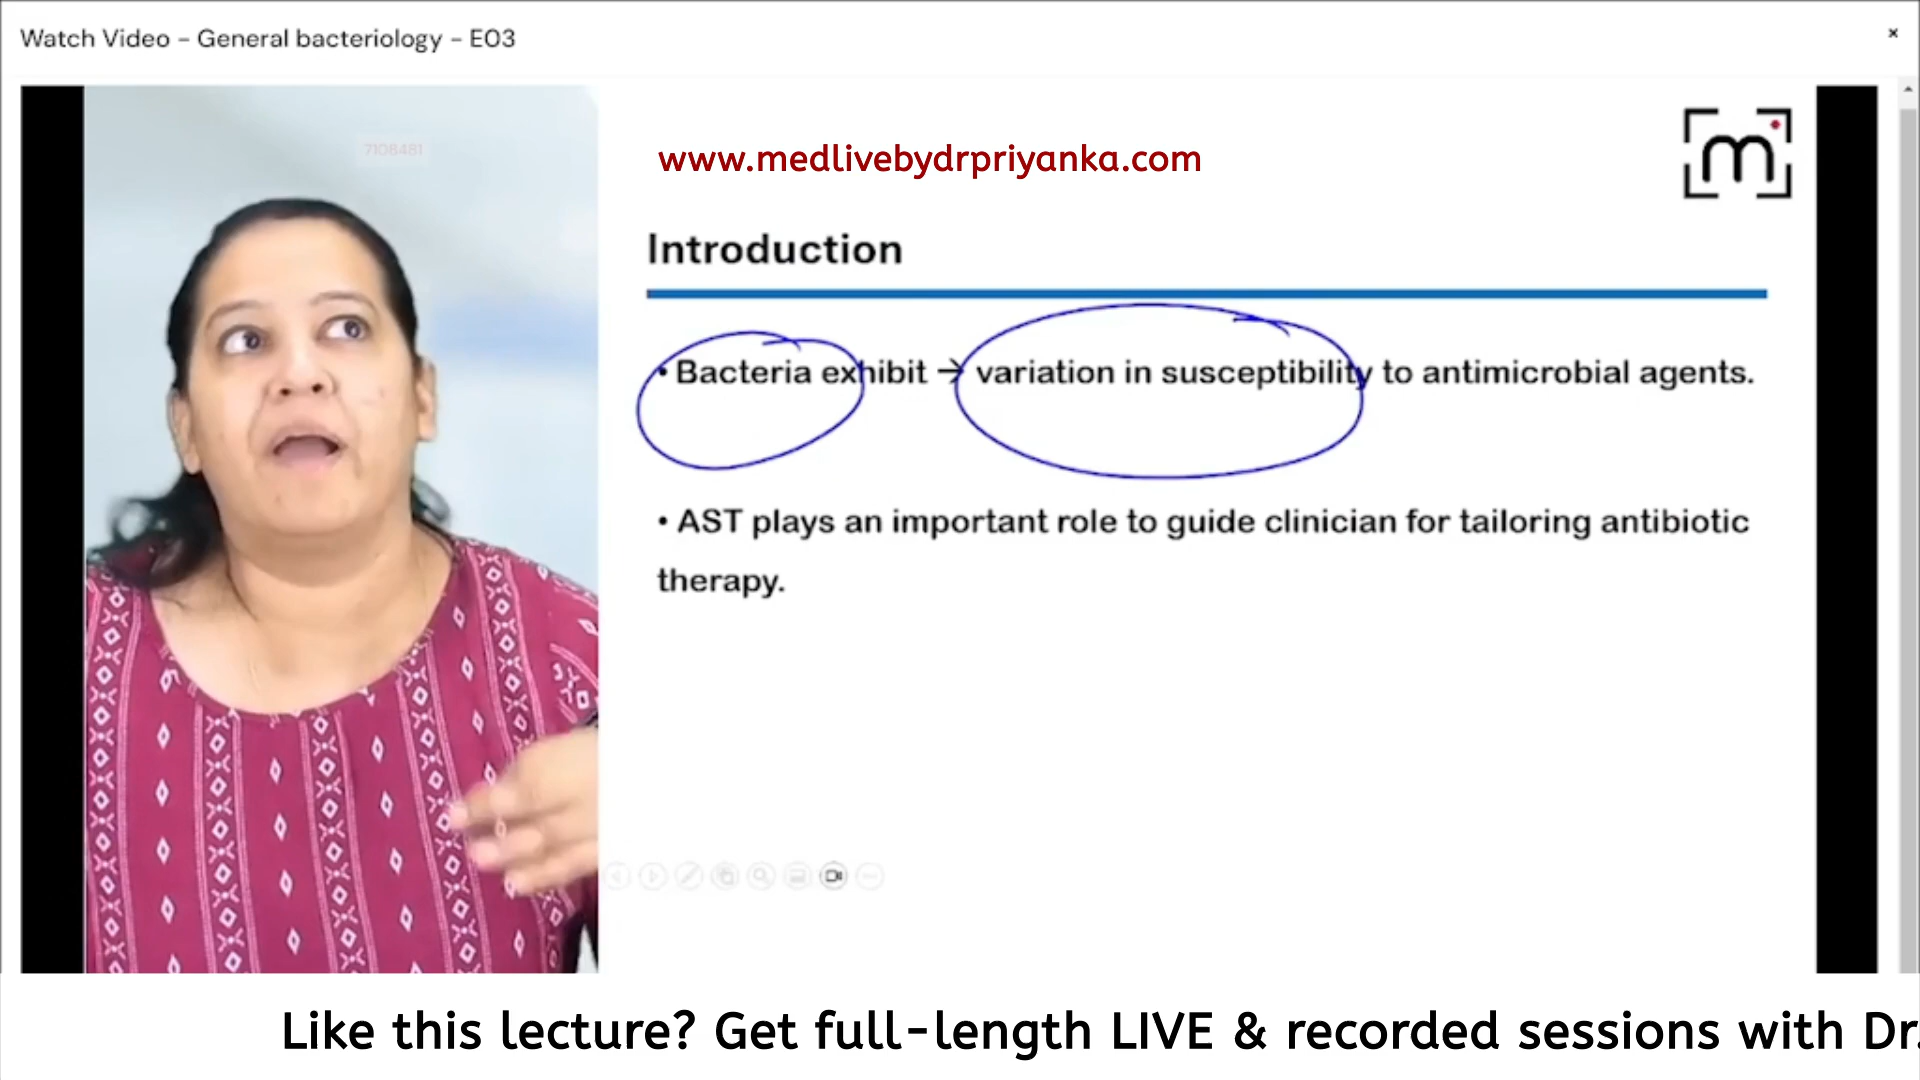 Watch Video – General bacteriology – E03
7108481
www.medlivebydrpriyanka.com
m
Introduction
• Bacteria exhibit → variation in susceptibility to antimicrobial agents.
• AST plays an important role to guide clinician for tailoring antibiotic
therapy.
Like this lecture? Get full-length LIVE & recorded sessions with Dr.